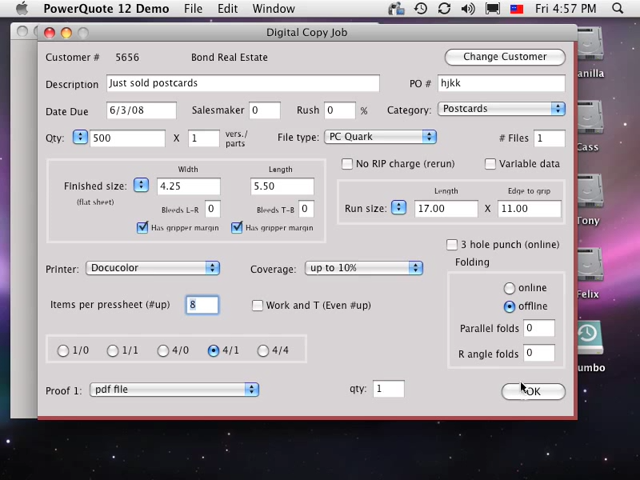 PowerQuote 12 Demo File Edit Window Fri 4:57 PM
Digital Copy Job
Customer # 5656 Bond Real Estate Change Customer
Description Just sold postcards PO # hjkk
Date Due 6/3/08 Salesmaker 0 Rush 0 % Category: Postcards
Qty: 500 X 1 vers./ parts File type: PC Quark # Files 1
No RIP charge (rerun) Variable data
Width Length
Finished size: 4.25 5.50
(flat sheet)
Bleeds L-R 0 Bleeds T-B 0
Has gripper margin Has gripper margin
Length Edge to grip
Run size: 17.00 X 11.00
3 hole punch (online)
Printer: Docucolor Coverage: up to 10%
Folding
online
offline
Items per pressheet (#up) 8 Work and T (Even #up)
Parallel folds 0
R angle folds 0
1/0 1/1 4/0 4/1 4/4
Proof 1: pdf file qty: 1 OK
anilla
Cass
Tony
Felix
umbo